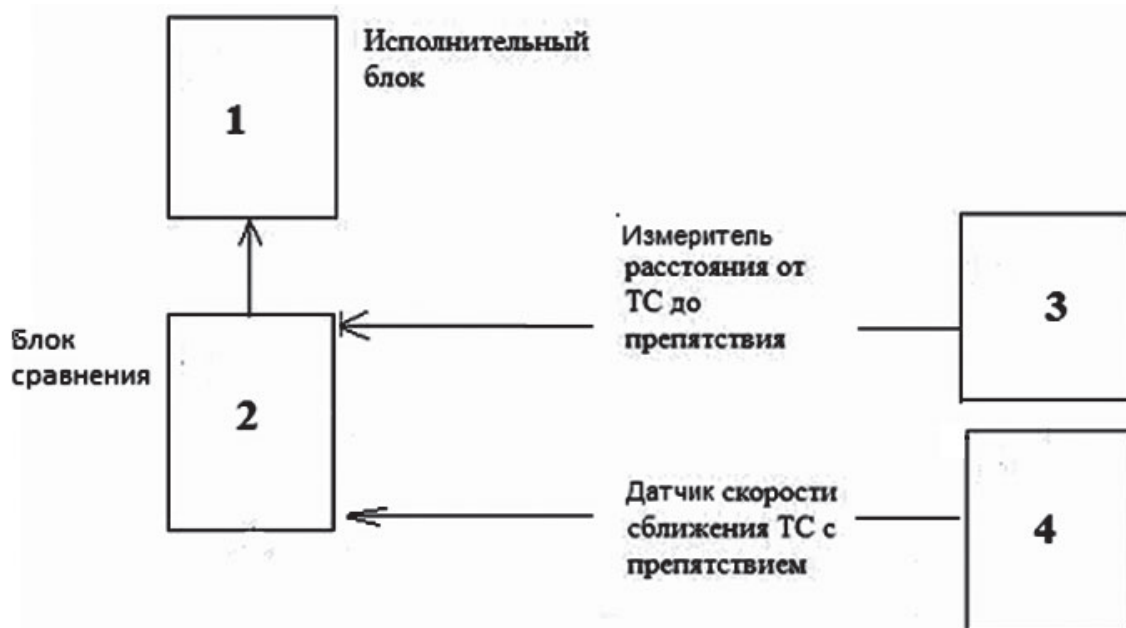 Исполнительный
блок
1
Измеритель
расстояния от
ТС до
препятствия
3
Блок
сравнения
2
Датчик скорости
сближения ТС с
препятствием
4